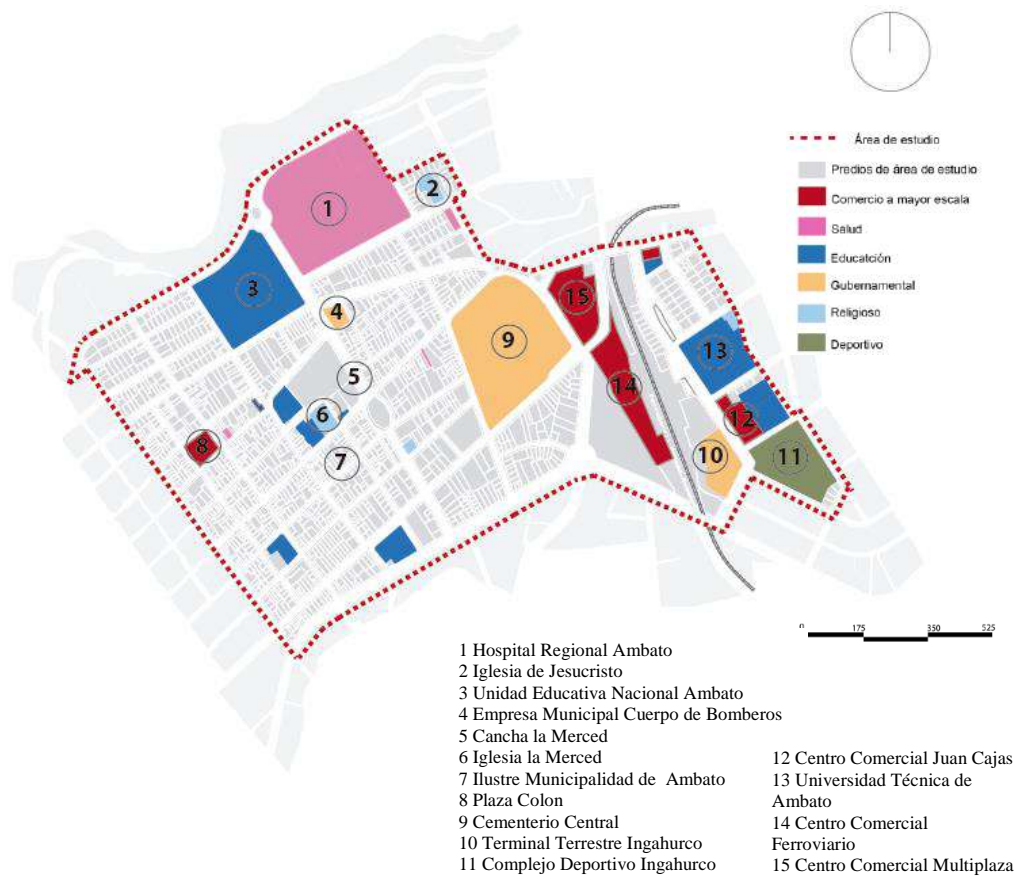 Área de estudio
Predios de área de estudio
Comercio a mayor escala
Salud
Educatción
Gubernamental
Religioso
Deportivo
1
2
3
4
5
6
7
8
9
10
11
12
13
14
15
0 175 350 525
1 Hospital Regional Ambato
2 Iglesia de Jesucristo
3 Unidad Educativa Nacional Ambato
4 Empresa Municipal Cuerpo de Bomberos
5 Cancha la Merced
6 Iglesia la Merced
7 Ilustre Municipalidad de Ambato
8 Plaza Colon
9 Cementerio Central
10 Terminal Terrestre Ingahurco
11 Complejo Deportivo Ingahurco
12 Centro Comercial Juan Cajas
13 Universidad Técnica de
Ambato
14 Centro Comercial
Ferroviario
15 Centro Comercial Multiplaza